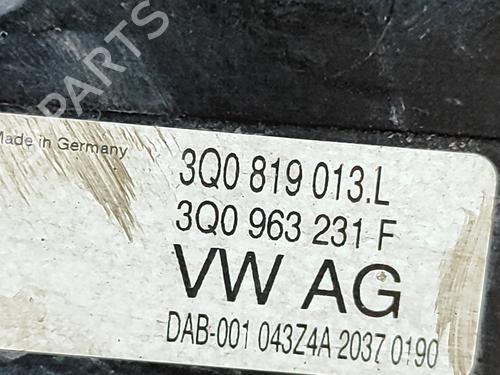 PARTS
Made in Germany
3Q0 819 013.L
3Q0 963 231 F
VW AG
DAB-001 043Z4A 2037 0190